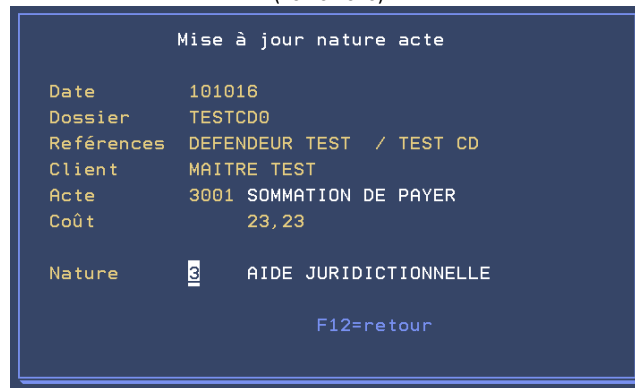 Mise à jour nature acte
Date 101016
Dossier TESTCD0
Reférences DEFENDEUR TEST / TEST CD
Client MAITRE TEST
Acte 3001 SOMMATION DE PAYER
Coût 23,23
Nature 3 AIDE JURIDICTIONNELLE
F12=retour